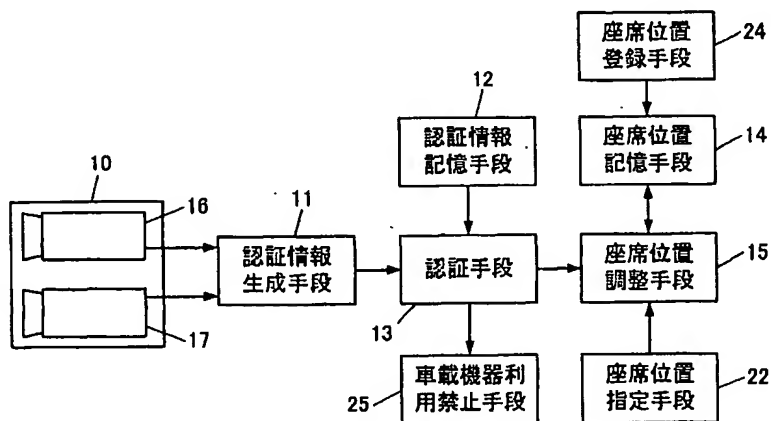 座席位置
登録手段
24
12
認証情報
記憶手段
座席位置
記憶手段
14
10
16
11
認証情報
生成手段
認証手段
13
座席位置
調整手段
15
17
25
車載機器利
用禁止手段
座席位置
指定手段
22